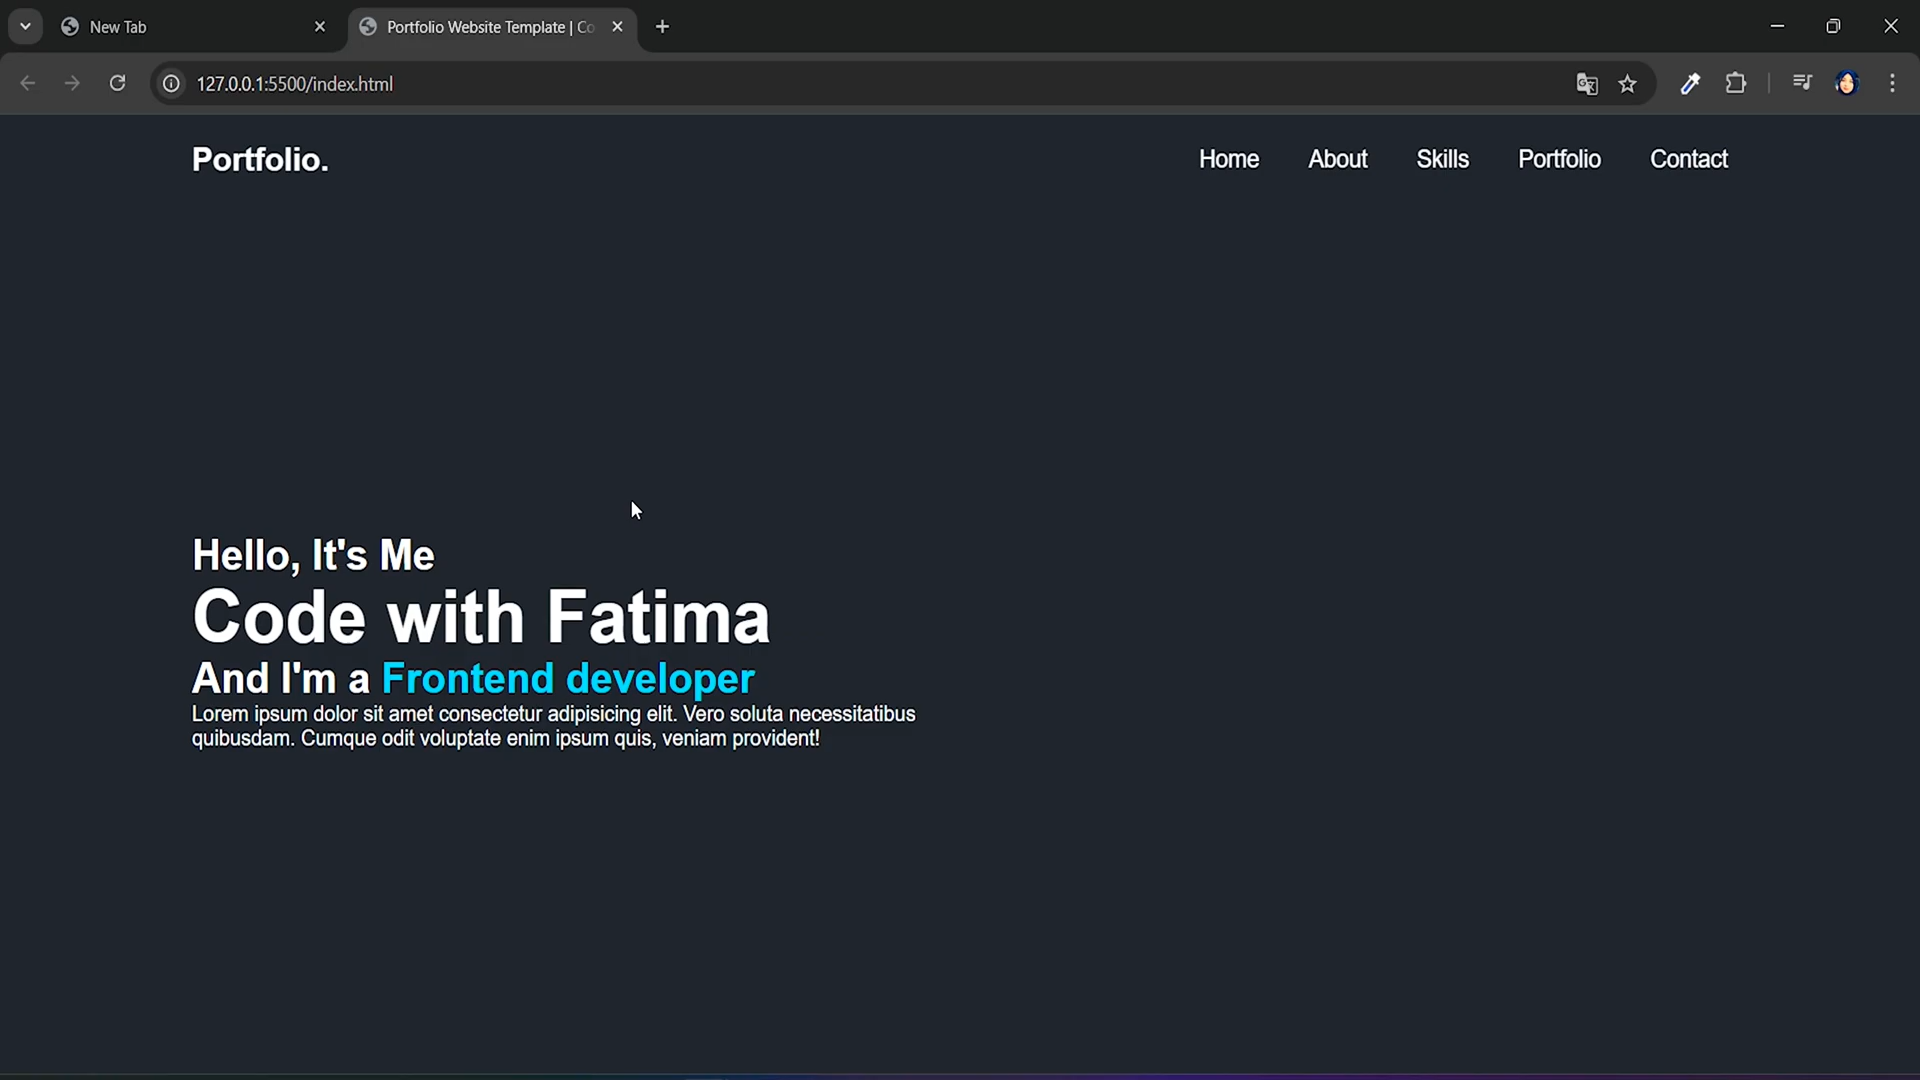 New Tab
Portfolio Website Template | Co
127.0.0.1:5500/index.html
Portfolio.
Home About Skills Portfolio Contact
Hello, It's Me
Code with Fatima
And I'm a Frontend developer
Lorem ipsum dolor sit amet consectetur adipisicing elit. Vero soluta necessitatibus
quibusdam. Cumque odit voluptate enim ipsum quis, veniam provident!